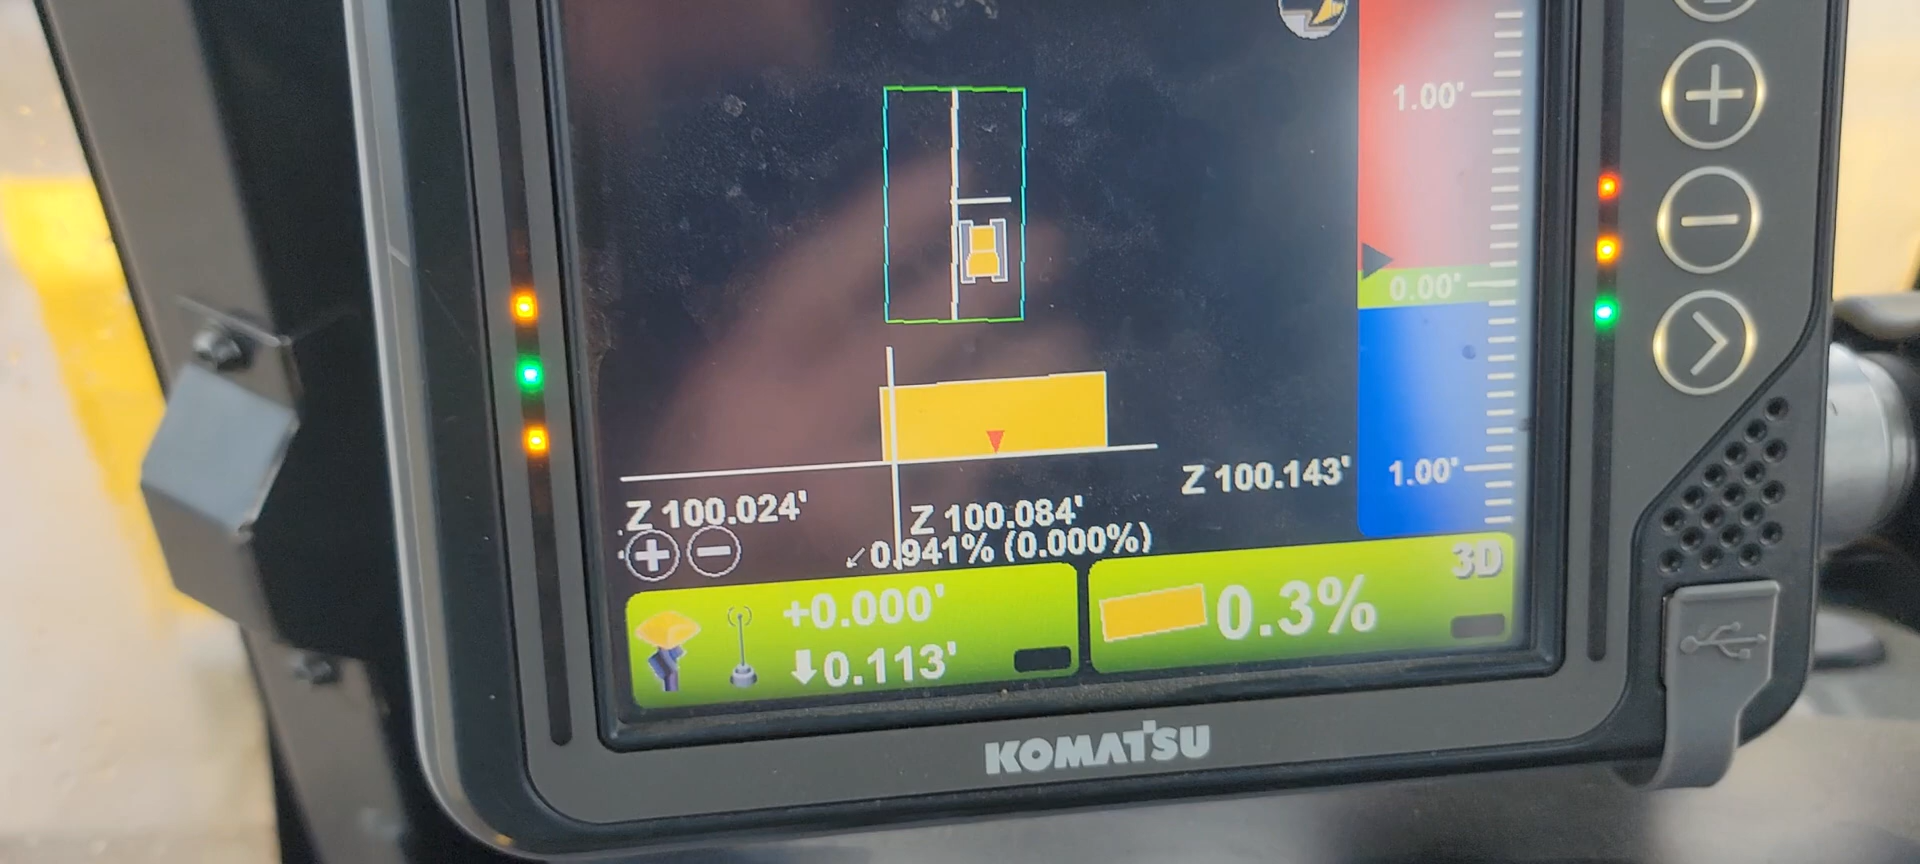 1.00'
0.00'
1.00'
Z 100.024'
Z 100.084'
Z 100.143'
0.941% (0.000%)
3D
+0.000'
0.113'
0.3%
KOMATSU